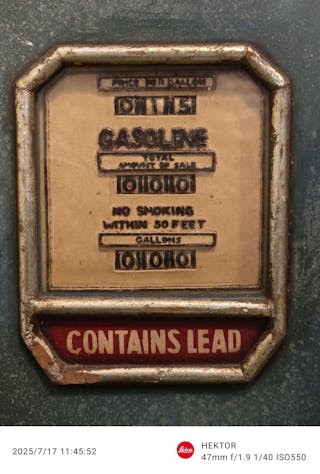 PRICE PER GALLON
GASOLINE
TOTAL
AMOUNT OF SALE
NO SMOKING
WITHIN 50 FEET
GALLONS
CONTAINS LEAD
2025/7/17 11:45:52
Leica
HEKTOR
47mm f/1.9 1/40 ISO550